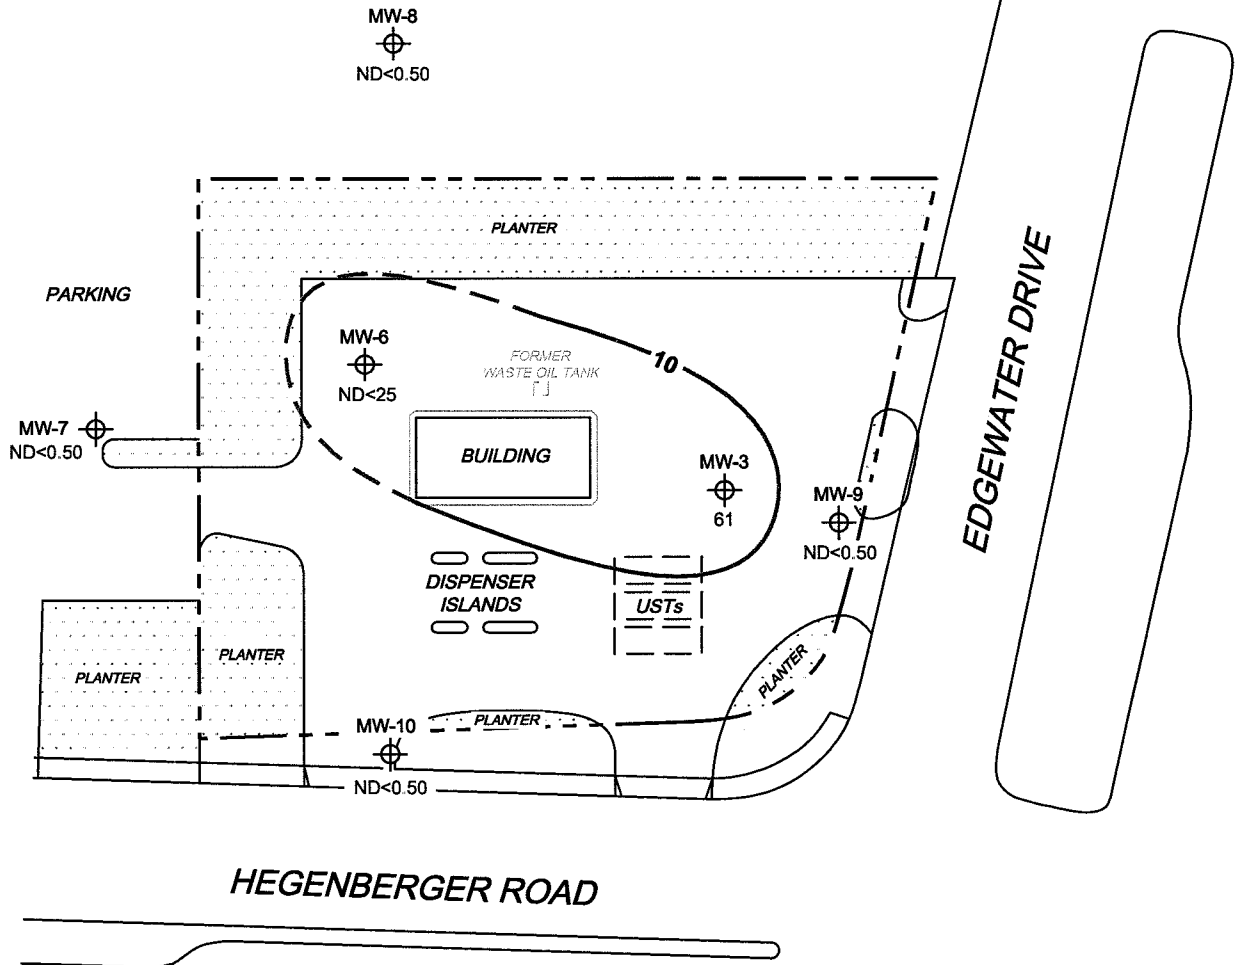 MW-8
ND<0.50
PLANTER
PARKING
EDGEWATER DRIVE
MW-6
ND<25
FORMER
WASTE OIL TANK
10
MW-7
ND<0.50
BUILDING
MW-3
61
MW-9
ND<0.50
DISPENSER
ISLANDS
USTs
PLANTER
PLANTER
PLANTER
PLANTER
MW-10
ND<0.50
HEGENBERGER ROAD